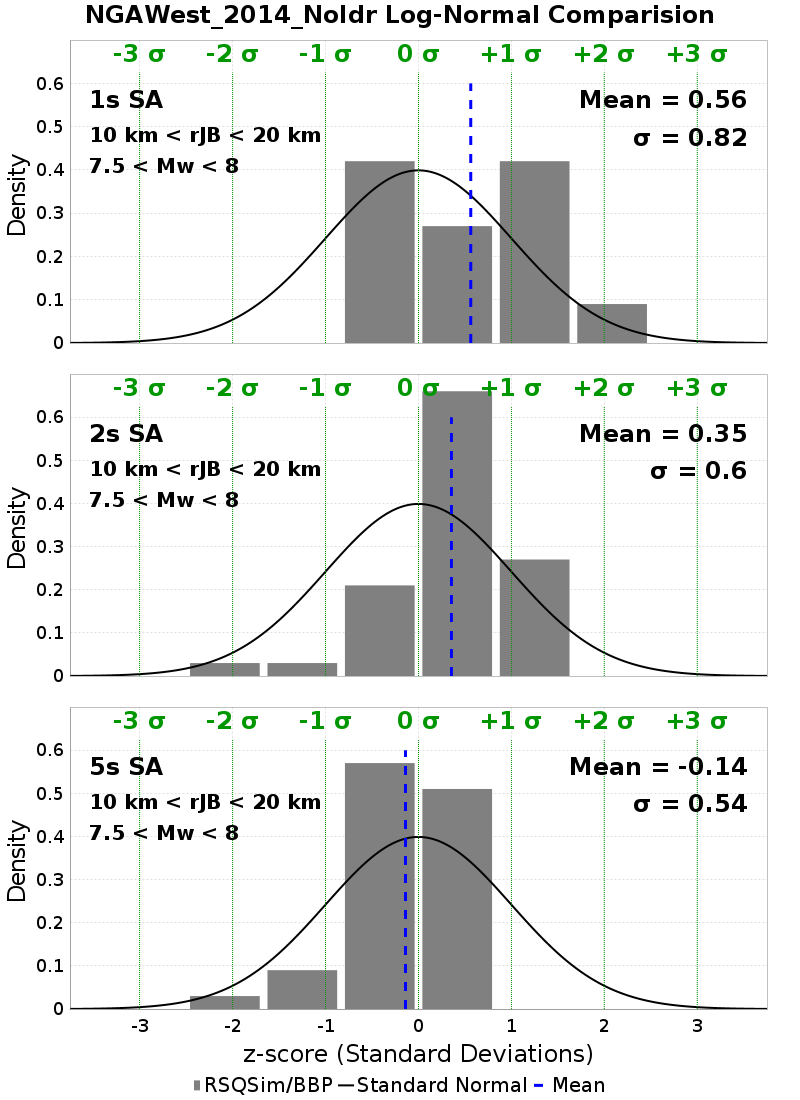 NGAWest_2014_NoIdr Log-Normal Comparision
-3 σ -2 σ -1 σ 0 σ +1 σ +2 σ +3 σ
1s SA
Mean = 0.56
10 km < rJB < 20 km
σ = 0.82
7.5 < Mw < 8
Density
0.6
0.5
0.4
0.3
0.2
0.1
0
-3 σ -2 σ -1 σ 0 σ +1 σ +2 σ +3 σ
2s SA
Mean = 0.35
10 km < rJB < 20 km
σ = 0.6
7.5 < Mw < 8
Density
0.6
0.5
0.4
0.3
0.2
0.1
0
-3 σ -2 σ -1 σ 0 σ +1 σ +2 σ +3 σ
5s SA
Mean = -0.14
10 km < rJB < 20 km
σ = 0.54
7.5 < Mw < 8
Density
0.6
0.5
0.4
0.3
0.2
0.1
0
-3 -2 -1 0 1 2 3
z-score (Standard Deviations)
RSQSim/BBP Standard Normal Mean